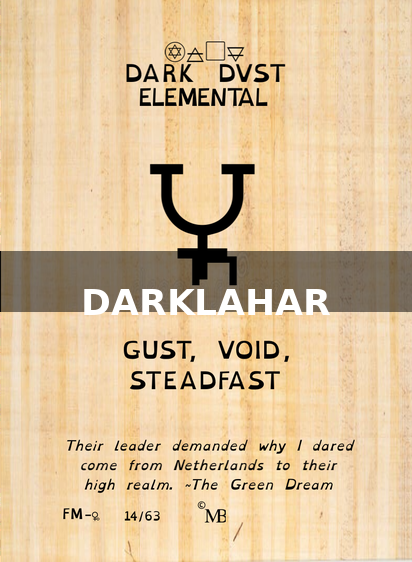 DARK DVST
ELEMENTAL
DARKLAHAR
GUST, VOID,
STEADFAST
Their leader demanded why I dared
come from Netherlands to their
high realm. ~The Green Dream
FM-♀ 14/63 © MB